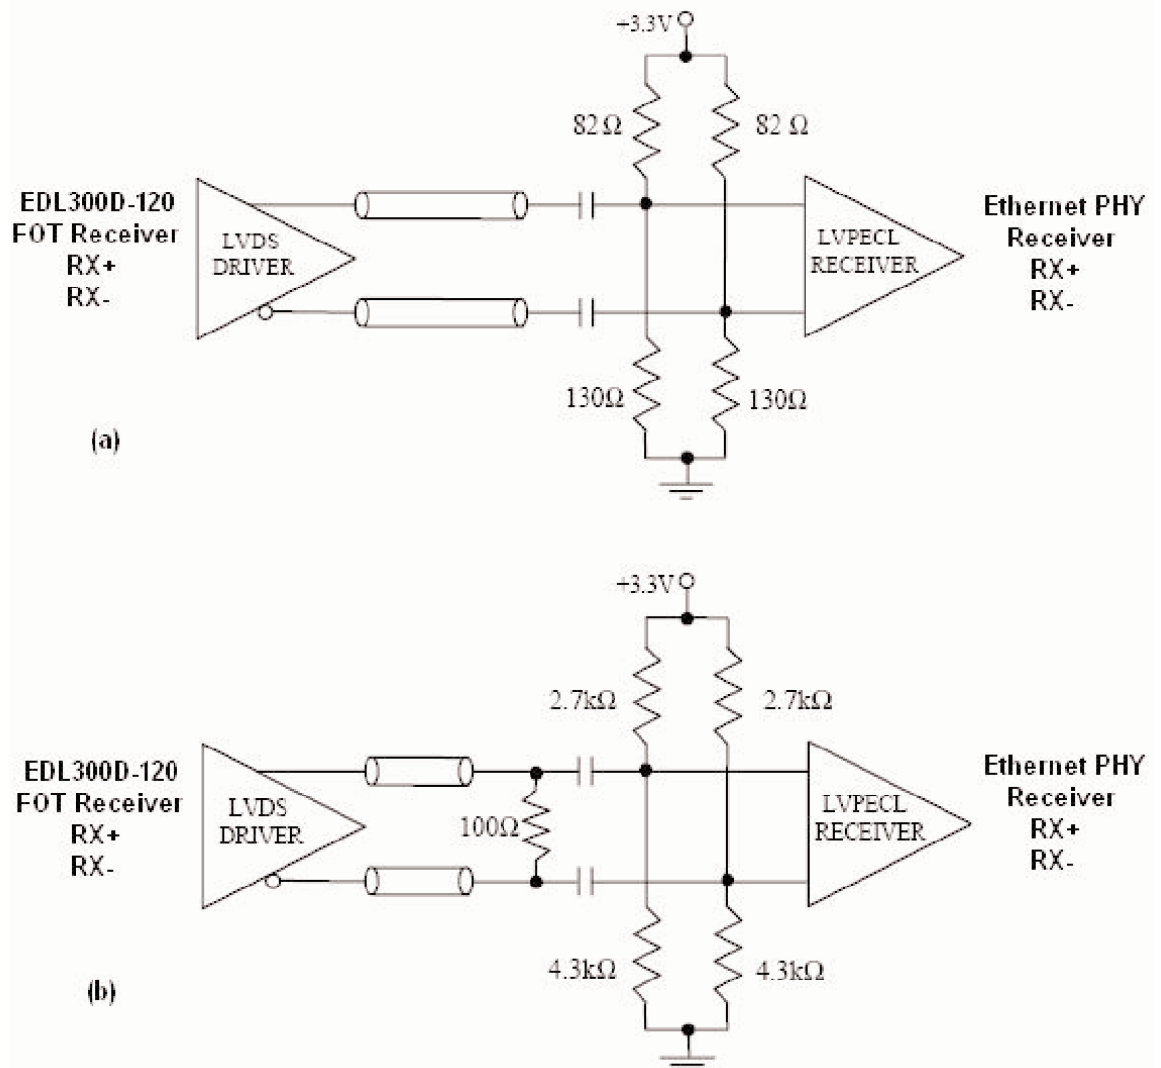 +3.3V
82Ω
82 Ω
EDL300D-120
FOT Receiver
RX+
RX-
LVDS
DRIVER
LVPECL
RECEIVER
Ethernet PHY
Receiver
RX+
RX-
130Ω
130Ω
(a)
+3.3V
2.7kΩ
2.7kΩ
EDL300D-120
FOT Receiver
RX+
RX-
LVDS
DRIVER
100Ω
LVPECL
RECEIVER
Ethernet PHY
Receiver
RX+
RX-
4.3kΩ
4.3kΩ
(b)